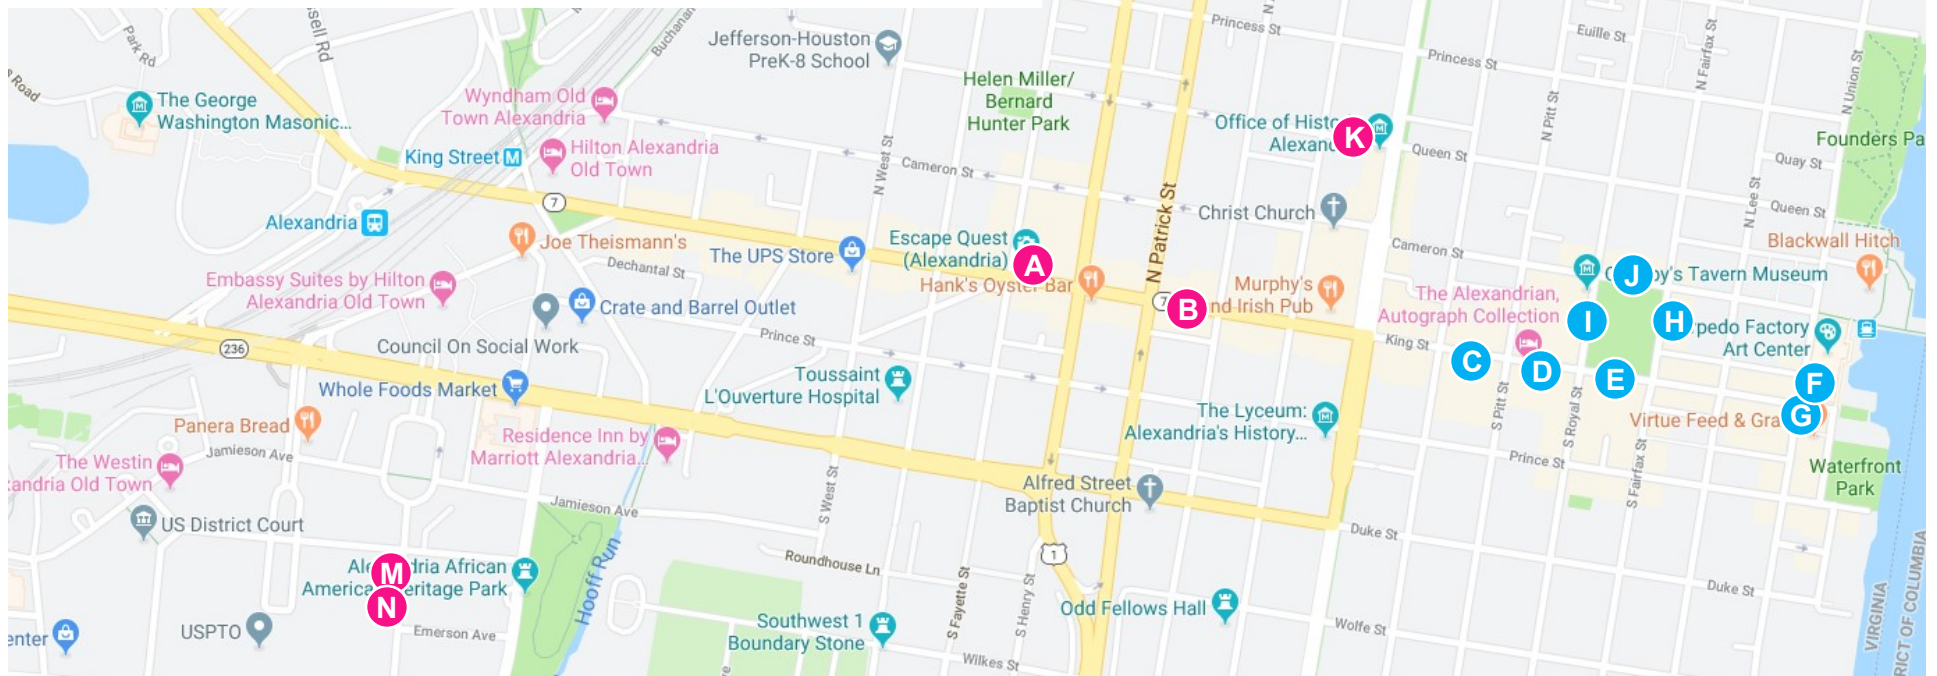 Park Rd
Buchanan
Jefferson-Houston
PreK-8 School
Princess St
Princess St
Euille St
N Fairfax St
N Union St
Road
The George
Washington Masonic...
Wyndham Old
Town Alexandria
Helen Miller/
Bernard
Hunter Park
N Pitt St
Office of Histo
Alexan
K
Founders Pa
King Street M
Hilton Alexandria
Old Town
N West St
Cameron St
Queen St
Quay St
N Lee St
Queen St
7
Christ Church
N Patrick St
Alexandria
Joe Theismann's
The UPS Store
Escape Quest
(Alexandria)
A
Cameron St
Blackwall Hitch
Dechantal St
Hank's Oyster Bar
Embassy Suites by Hilton
Alexandria Old Town
Crate and Barrel Outlet
7
B
Murphy's
nd Irish Pub
The Alexandrian,
Autograph Collection
y's Tavern Museum
J
I
H
rpedo Factory
Art Center
236
Council On Social Work
Prince St
King St
C
D
E
F
G
Whole Foods Market
Toussaint
L'Ouverture Hospital
S Pitt St
S Royal St
Virtue Feed & Gra
Panera Bread
Jamieson Ave
Residence Inn by
Marriott Alexandria...
The Lyceum:
Alexandria's History...
Prince St
S Fairfax St
Waterfront
Park
The Westin
xandria Old Town
US District Court
Jamieson Ave
S West St
Alfred Street
Baptist Church
Duke St
1
Roundhouse Ln
Hooff Run
Ale
dria African
America
eritage Park
M
N
S Fayette St
S Henry St
Duke St
Odd Fellows Hall
Wolfe St
USPTO
enter
Emerson Ave
Southwest 1
Boundary Stone
Wilkes St
VIRGINIA
RICT OF COLUMBIA